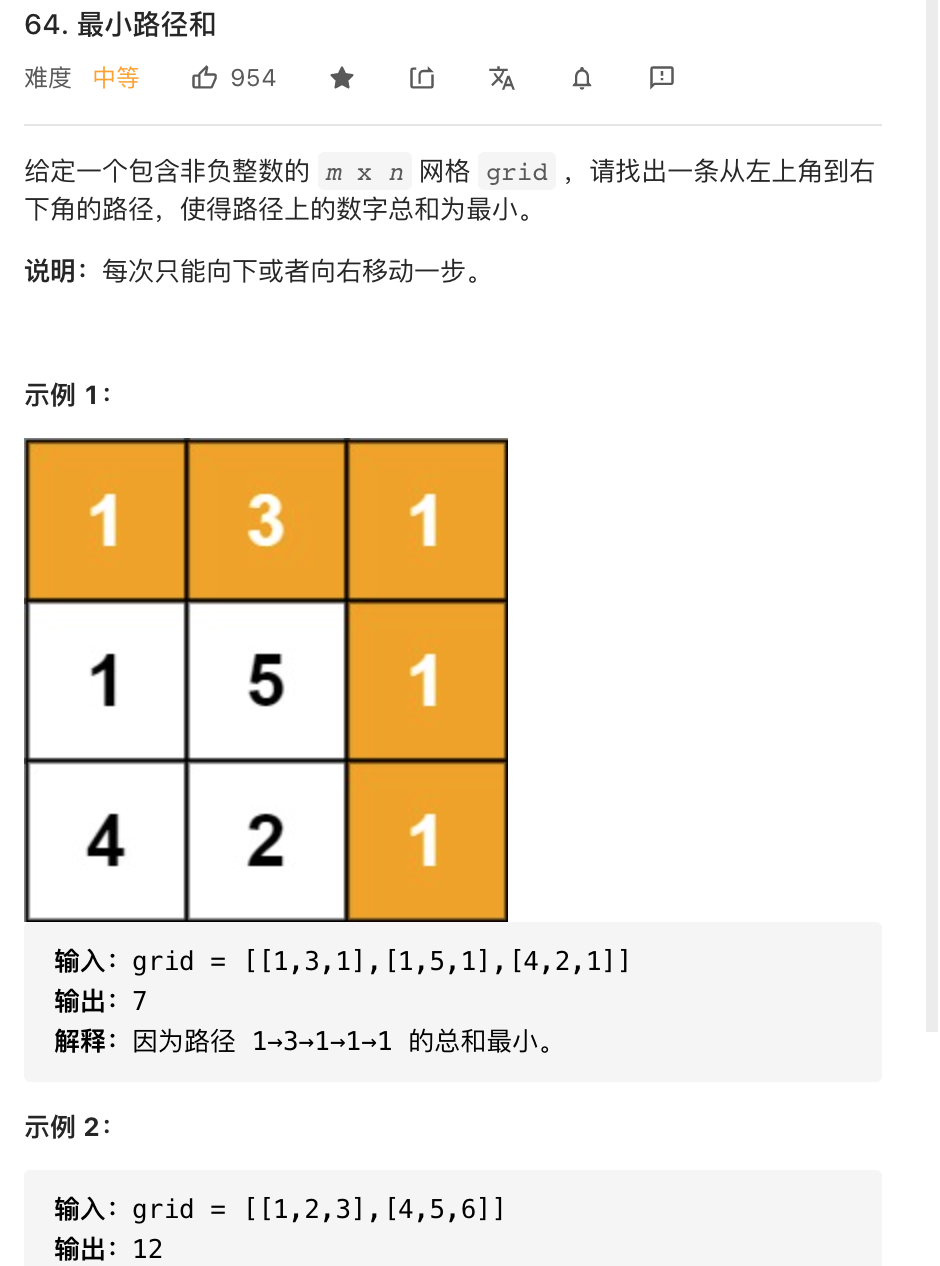 64. 最小路径和
难度 中等 954
给定一个包含非负整数的 m x n 网格 grid ，请找出一条从左上角到右
下角的路径，使得路径上的数字总和为最小。
说明：每次只能向下或者向右移动一步。
示例 1：
1 3 1
1 5 1
4 2 1
输入：grid = [[1,3,1],[1,5,1],[4,2,1]]
输出：7
解释：因为路径 1→3→1→1→1 的总和最小。
示例 2：
输入：grid = [[1,2,3],[4,5,6]]
输出：12